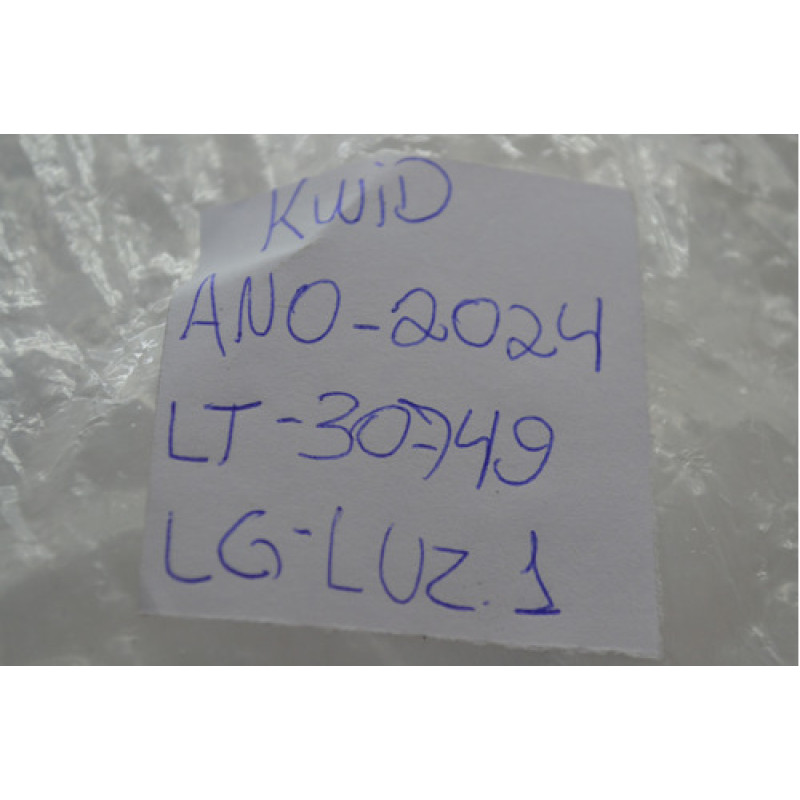 KWiD
ANO-2024
LT-30749
LG-LUZ.1